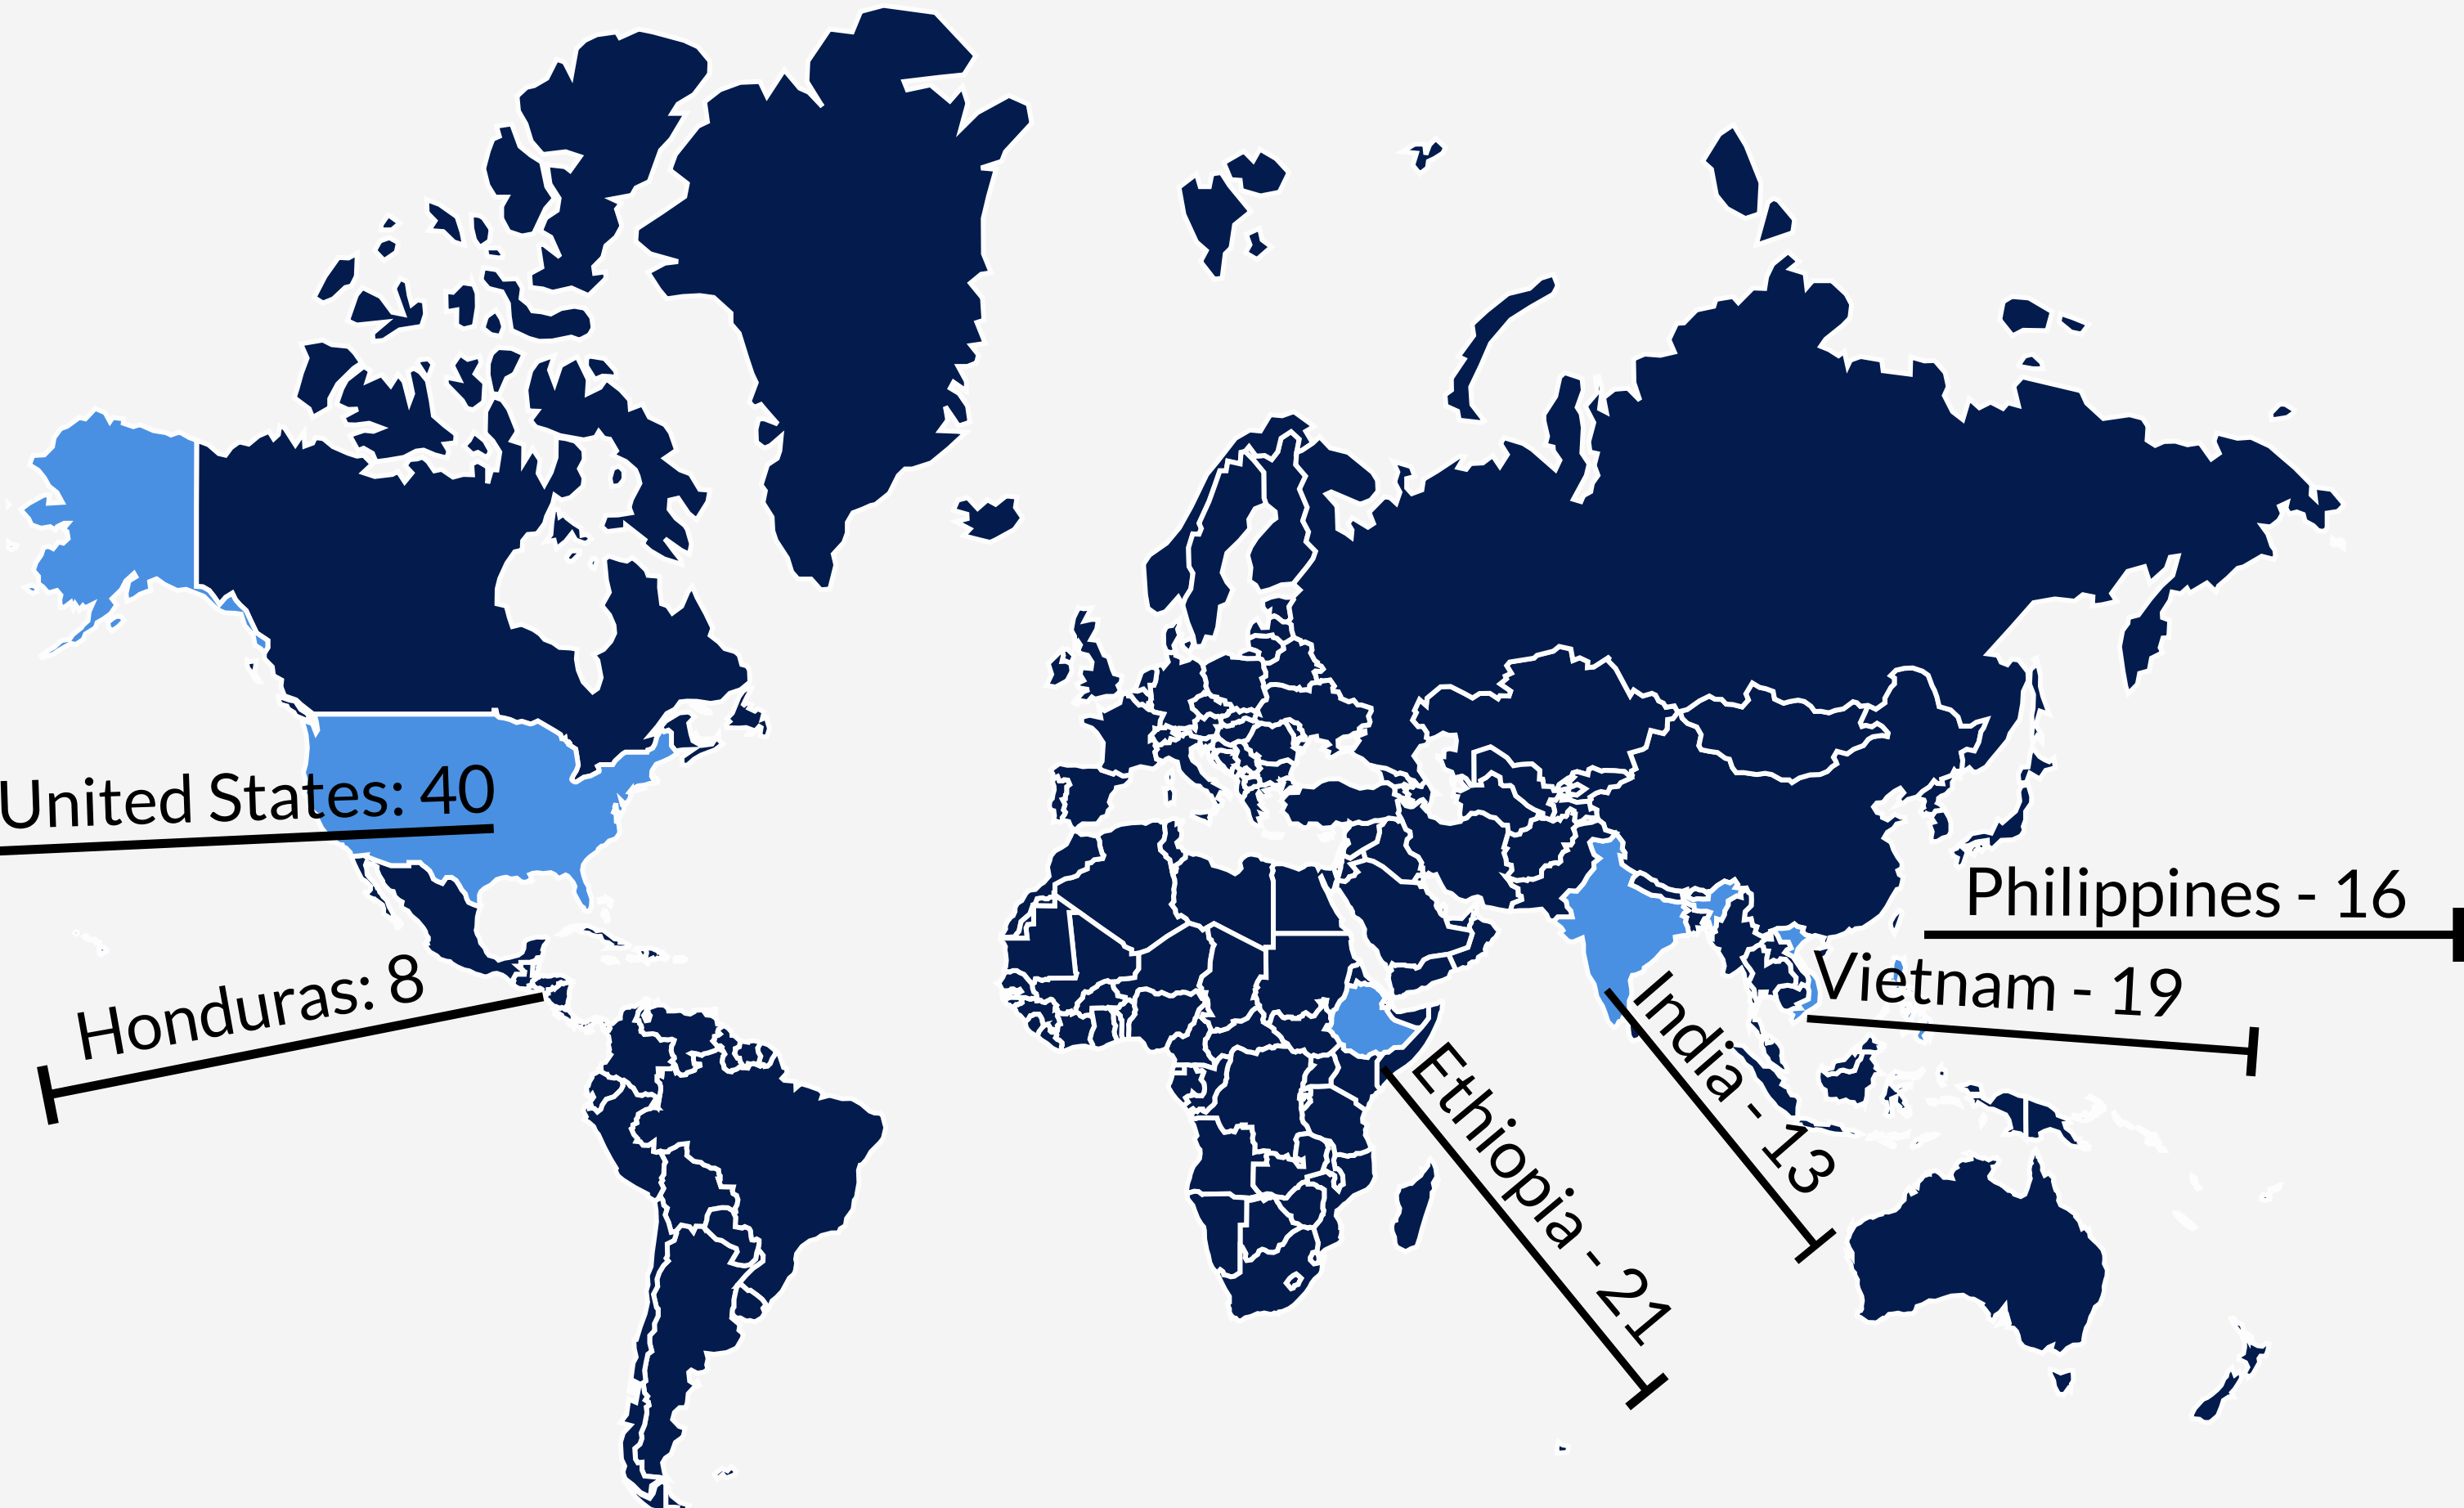 United States: 40
Honduras: 8
Philippines - 16
Vietnam - 19
India - 13
Ethiopia - 21